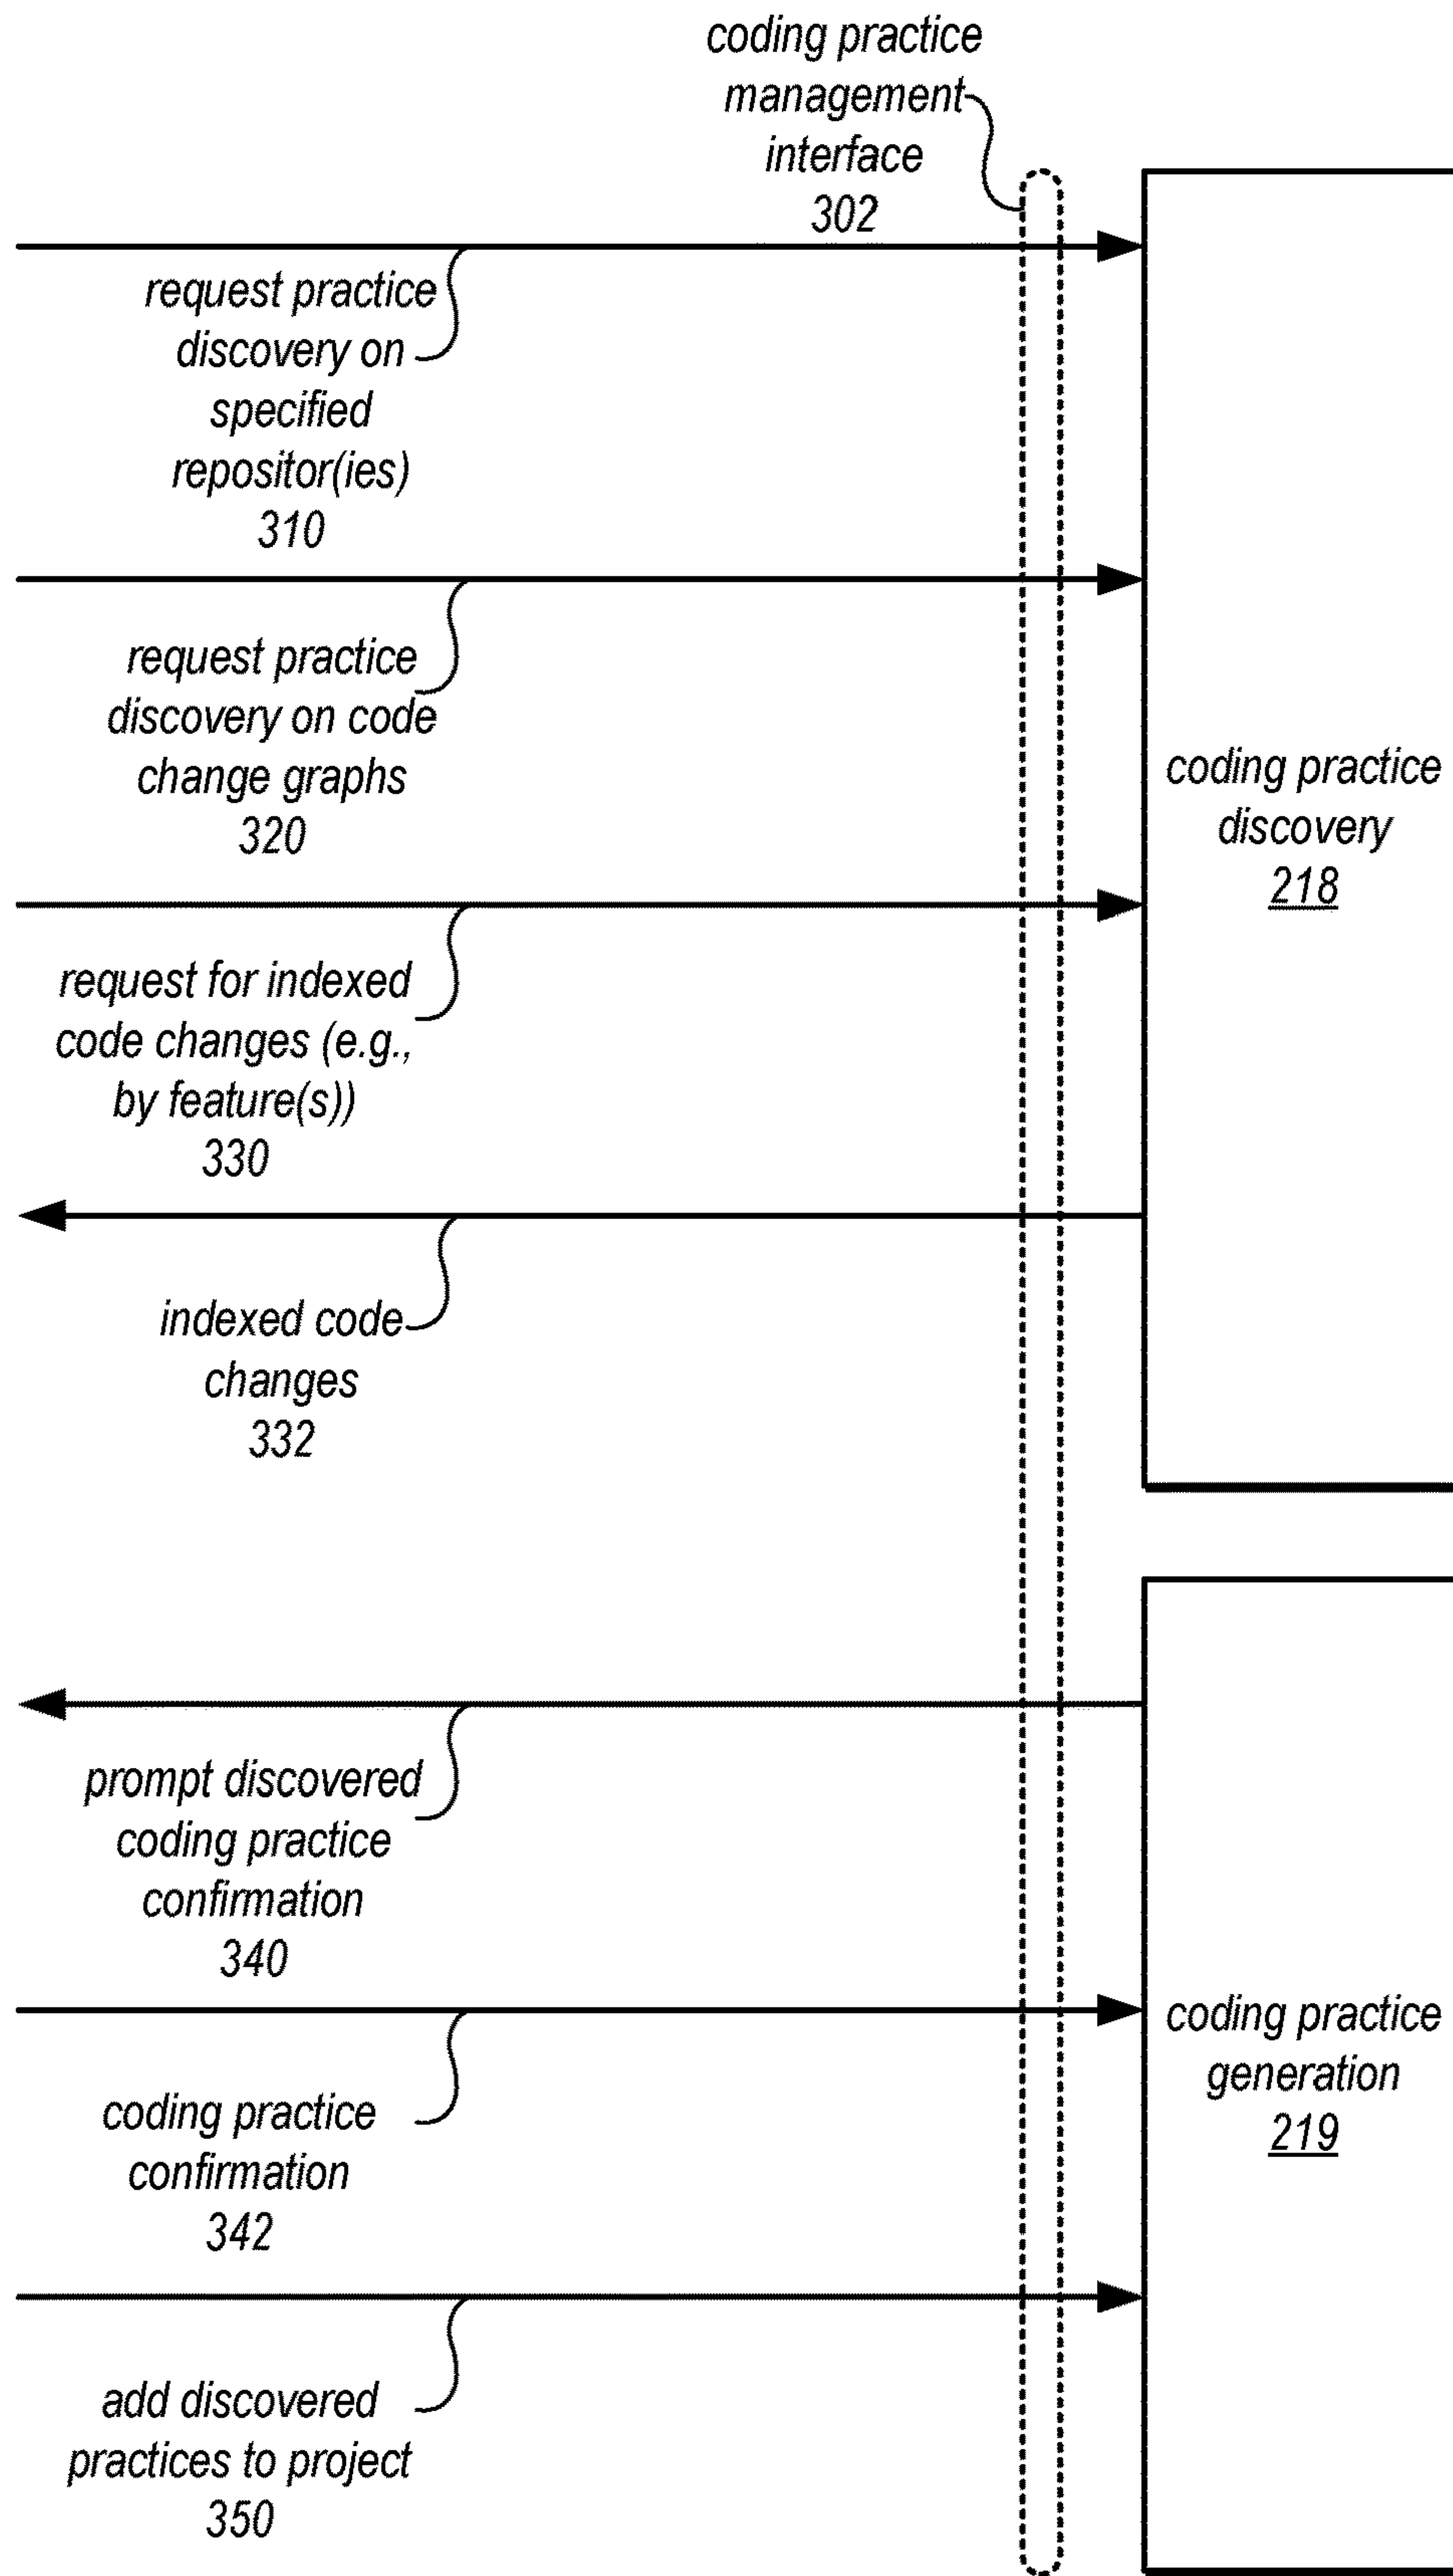 coding practice
management
interface
302
request practice
discovery on
specified
repositor(ies)
310
request practice
discovery on code
change graphs
320
coding practice
discovery
218
request for indexed
code changes (e.g.,
by feature(s))
330
indexed code
changes
332
prompt discovered
coding practice
confirmation
340
coding practice
generation
219
coding practice
confirmation
342
add discovered
practices to project
350